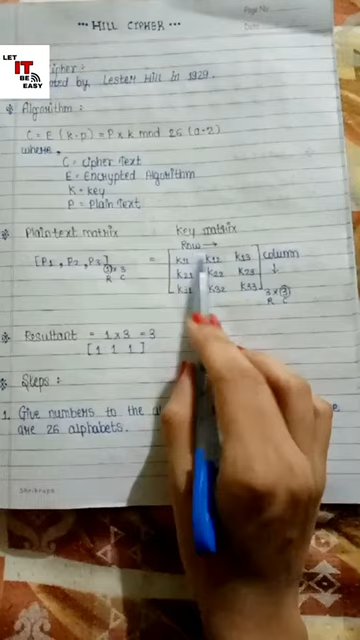 *** HILL CIPHER ***
Page No.
Date
LET
IT
BE
EASY
Cipher :
ted by Lester Hill in 1929.
* Algorithm :
C = E (k·p) = P x k mod 26 (a-z)
where,
C = Cipher Text
E = Encrypted Algorithm
K = key
P = Plain Text
* Plain text matrix
Key matrix
Row →
[P1 , P2 , P3] 1 x 3 = [ K11 K12 K13 ] column
R C K21 K22 K23 ↓
K31 K32 K33 3 x 3
R C
* Resultant = 1 x 3 = 3
[ 1 1 1 ]
* Steps :
1. Give numbers to the
are 26 alphabets.
Shrikrupa